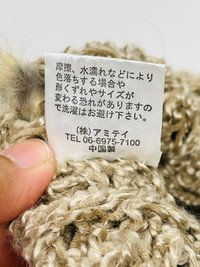 摩擦、水濡れなどにより
色落ちする場合や
形くずれやサイズが
変わる恐れがありますの
で洗濯はお避け下さい。
(株) アミテイ
TEL 06-6975-7100
中国製